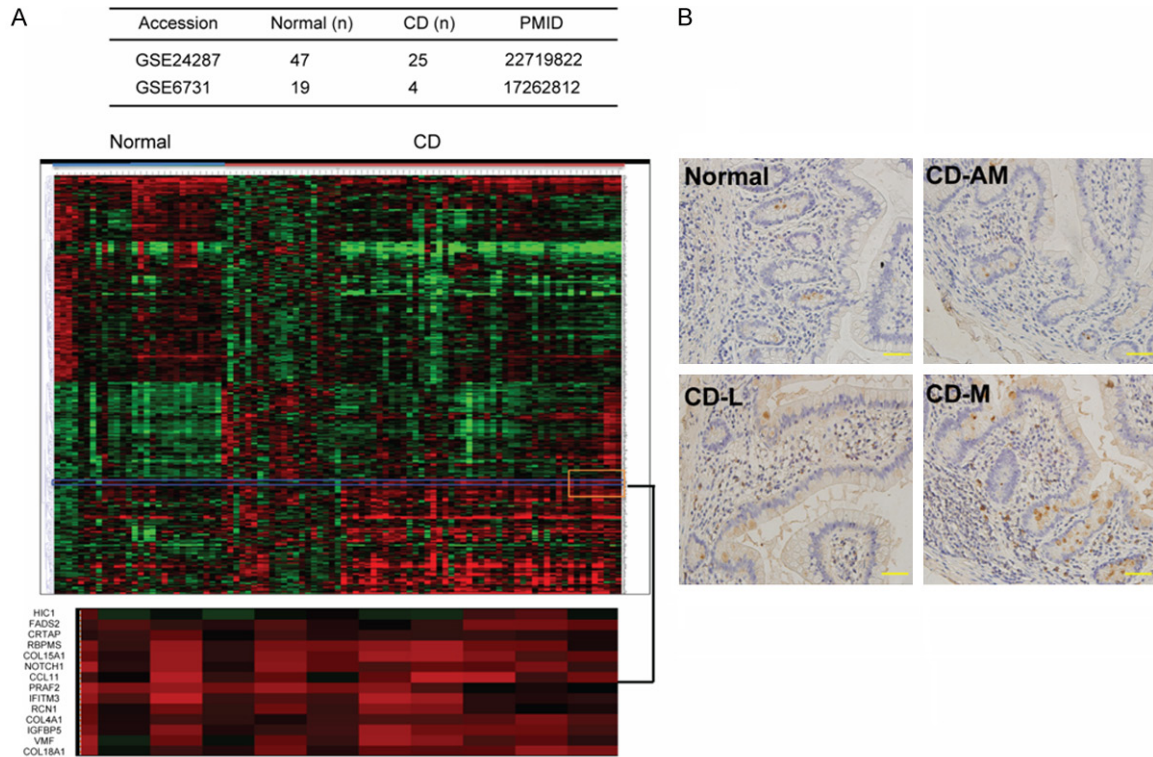 A
Accession Normal (n) CD (n) PMID
GSE24287 47 25 22719822
GSE6731 19 4 17262812
Normal CD
HIC1
FADS2
CRTAP
RBPMS
COL15A1
NOTCH1
CCL11
PRAF2
IFITM3
RCN1
COL4A1
IGFBP5
VMF
COL18A1
B
Normal
CD-AM
CD-L
CD-M